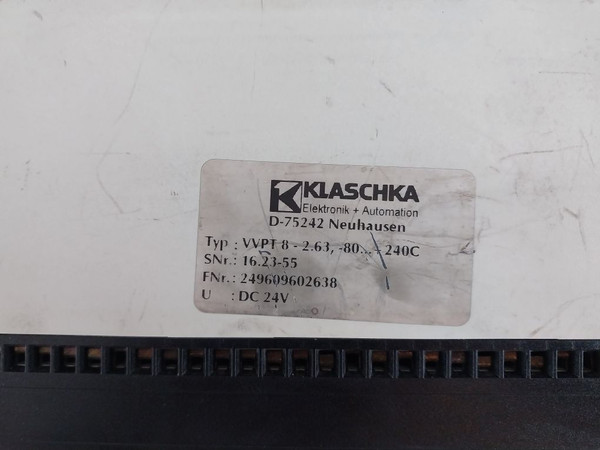 KLASCHKA
Elektronik + Automation
D-75242 Neuhausen
Typ : VVPT 8 - 2.63, -80... + 240C
SNr.: 16.23-55
FNr.: 249609602638
U : DC 24V